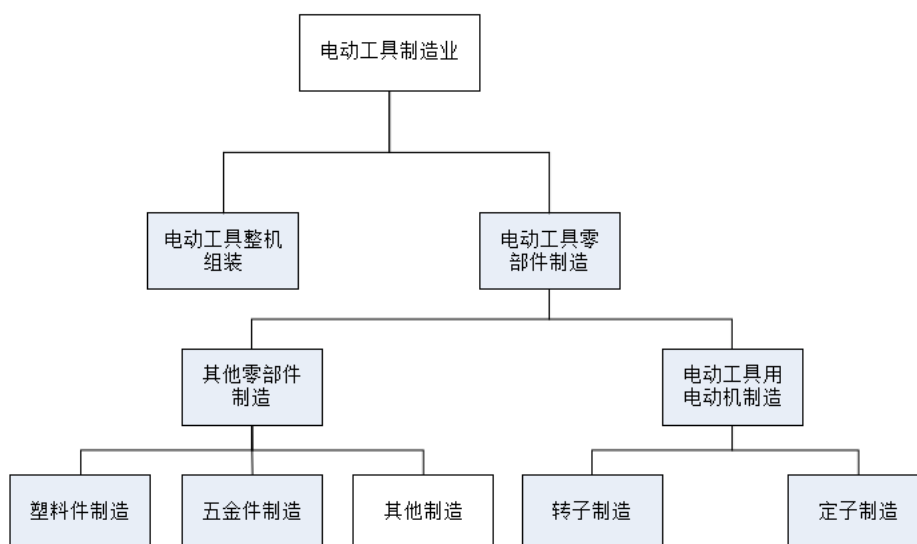 电动工具制造业
电动工具整机
组装
电动工具零
部件制造
其他零部件
制造
电动工具用
电动机制造
塑料件制造
五金件制造
其他制造
转子制造
定子制造